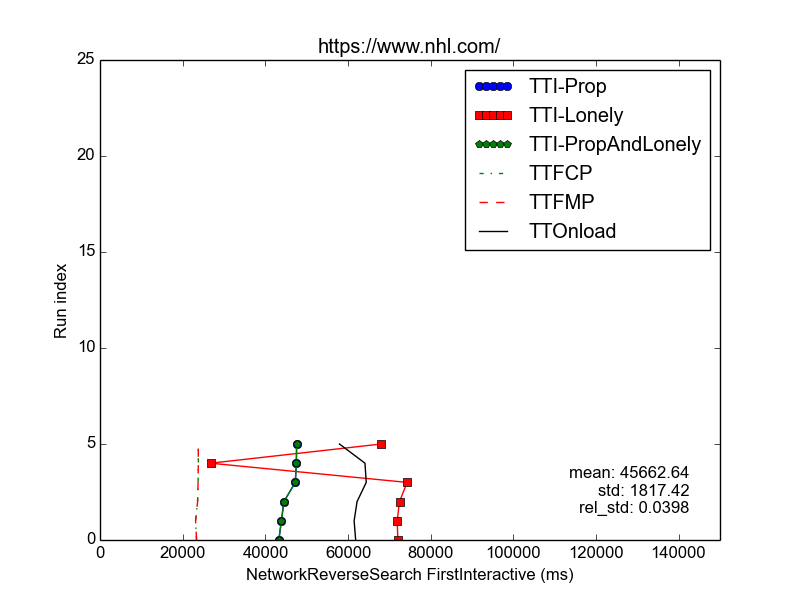 https://www.nhl.com/
25
20
15
10
5
0
Run index
TTI-Prop
TTI-Lonely
TTI-PropAndLonely
TTFCP
TTFMP
TTOnload
mean: 45662.64
std: 1817.42
rel_std: 0.0398
0 20000 40000 60000 80000 100000 120000 140000
NetworkReverseSearch FirstInteractive (ms)